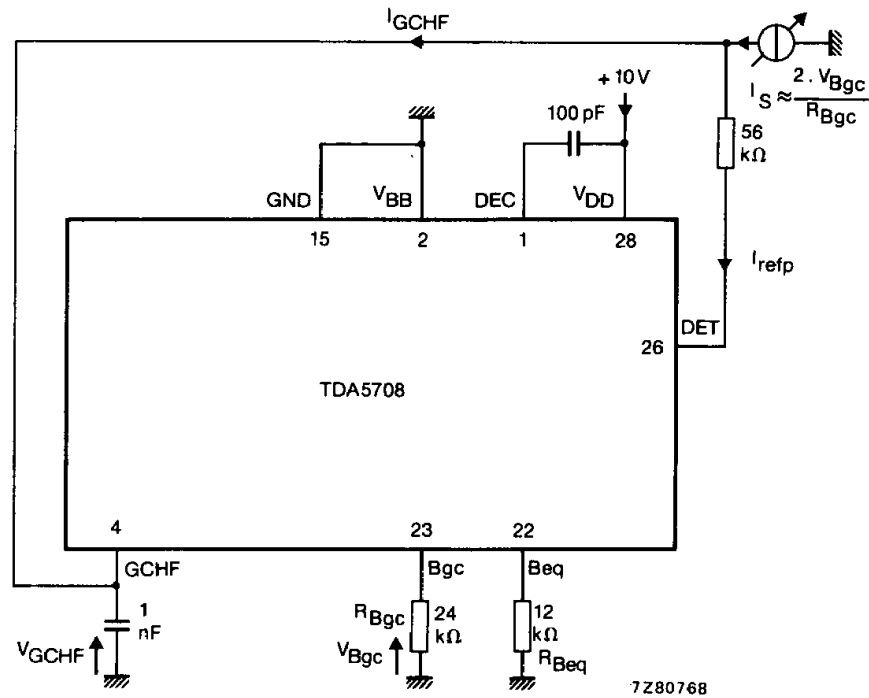 I_GCHF
I_S ≈ 2 . V_Bgc / R_Bgc
+10 V
100 pF
56
kΩ
GND
V_BB
DEC
V_DD
15
2
1
28
I_refp
DET
26
TDA5708
4
23
22
GCHF
Bgc
Beq
1
nF
R_Bgc
24
kΩ
12
kΩ
V_GCHF
V_Bgc
R_Beq
7Z80768